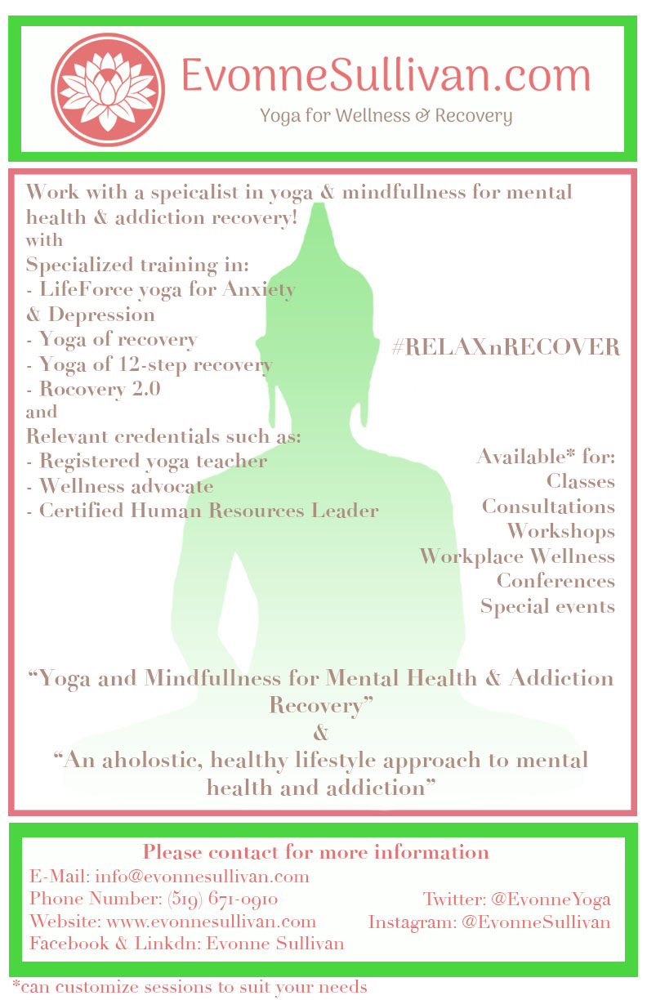 EvonneSullivan.com
Yoga for Wellness & Recovery
Work with a speicalist in yoga & mindfullness for mental
health & addiction recovery!
with
Specialized training in:
- LifeForce yoga for Anxiety
& Depression
- Yoga of recovery
- Yoga of 12-step recovery
- Rocovery 2.0
and
Relevant credentials such as:
- Registered yoga teacher
- Wellness advocate
- Certified Human Resources Leader
#RELAXnRECOVER
Available* for:
Classes
Consultations
Workshops
Workplace Wellness
Conferences
Special events
“Yoga and Mindfullness for Mental Health & Addiction
Recovery”
&
“An aholostic, healthy lifestyle approach to mental
health and addiction”
Please contact for more information
E-Mail: info@evonnesullivan.com
Phone Number: (519) 671-0910
Website: www.evonnesullivan.com
Facebook & Linkdn: Evonne Sullivan
Twitter: @EvonneYoga
Instagram: @EvonneSullivan
*can customize sessions to suit your needs